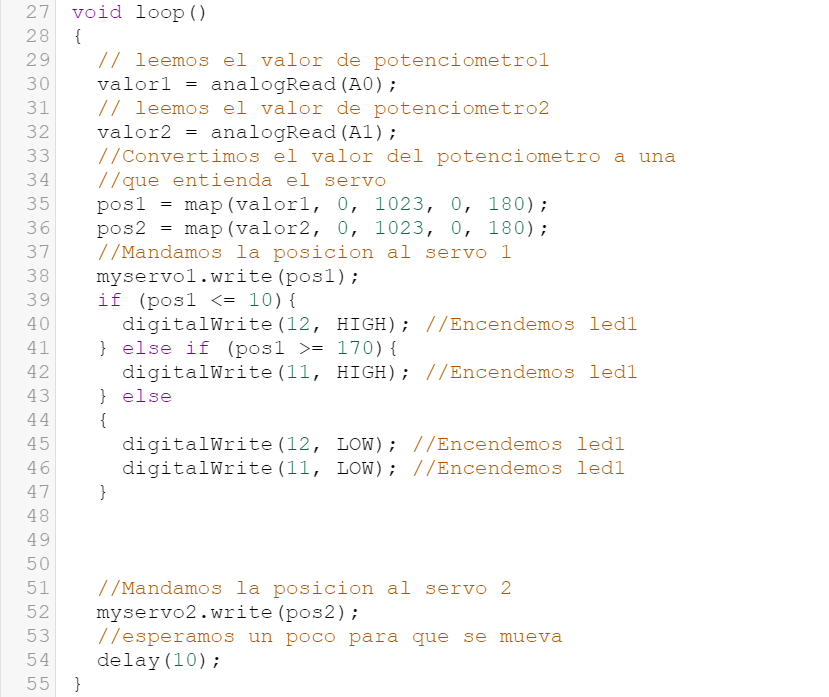 27 void loop()
28 {
29   // leemos el valor de potenciometro1
30   valor1 = analogRead(A0);
31   // leemos el valor de potenciometro2
32   valor2 = analogRead(A1);
33   //Convertimos el valor del potenciometro a una
34   //que entienda el servo
35   pos1 = map(valor1, 0, 1023, 0, 180);
36   pos2 = map(valor2, 0, 1023, 0, 180);
37   //Mandamos la posicion al servo 1
38   myservo1.write(pos1);
39   if (pos1 <= 10){
40     digitalWrite(12, HIGH); //Encendemos led1
41   } else if (pos1 >= 170){
42     digitalWrite(11, HIGH); //Encendemos led1
43   } else
44   {
45     digitalWrite(12, LOW); //Encendemos led1
46     digitalWrite(11, LOW); //Encendemos led1
47   }
48
49
50
51   //Mandamos la posicion al servo 2
52   myservo2.write(pos2);
53   //esperamos un poco para que se mueva
54   delay(10);
55 }